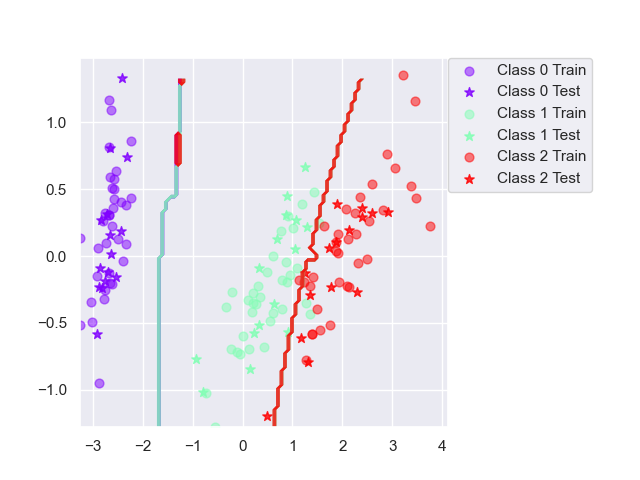 Class 0 Train
Class 0 Test
Class 1 Train
Class 1 Test
Class 2 Train
Class 2 Test
1.0
0.5
0.0
−0.5
−1.0
−3 −2 −1 0 1 2 3 4